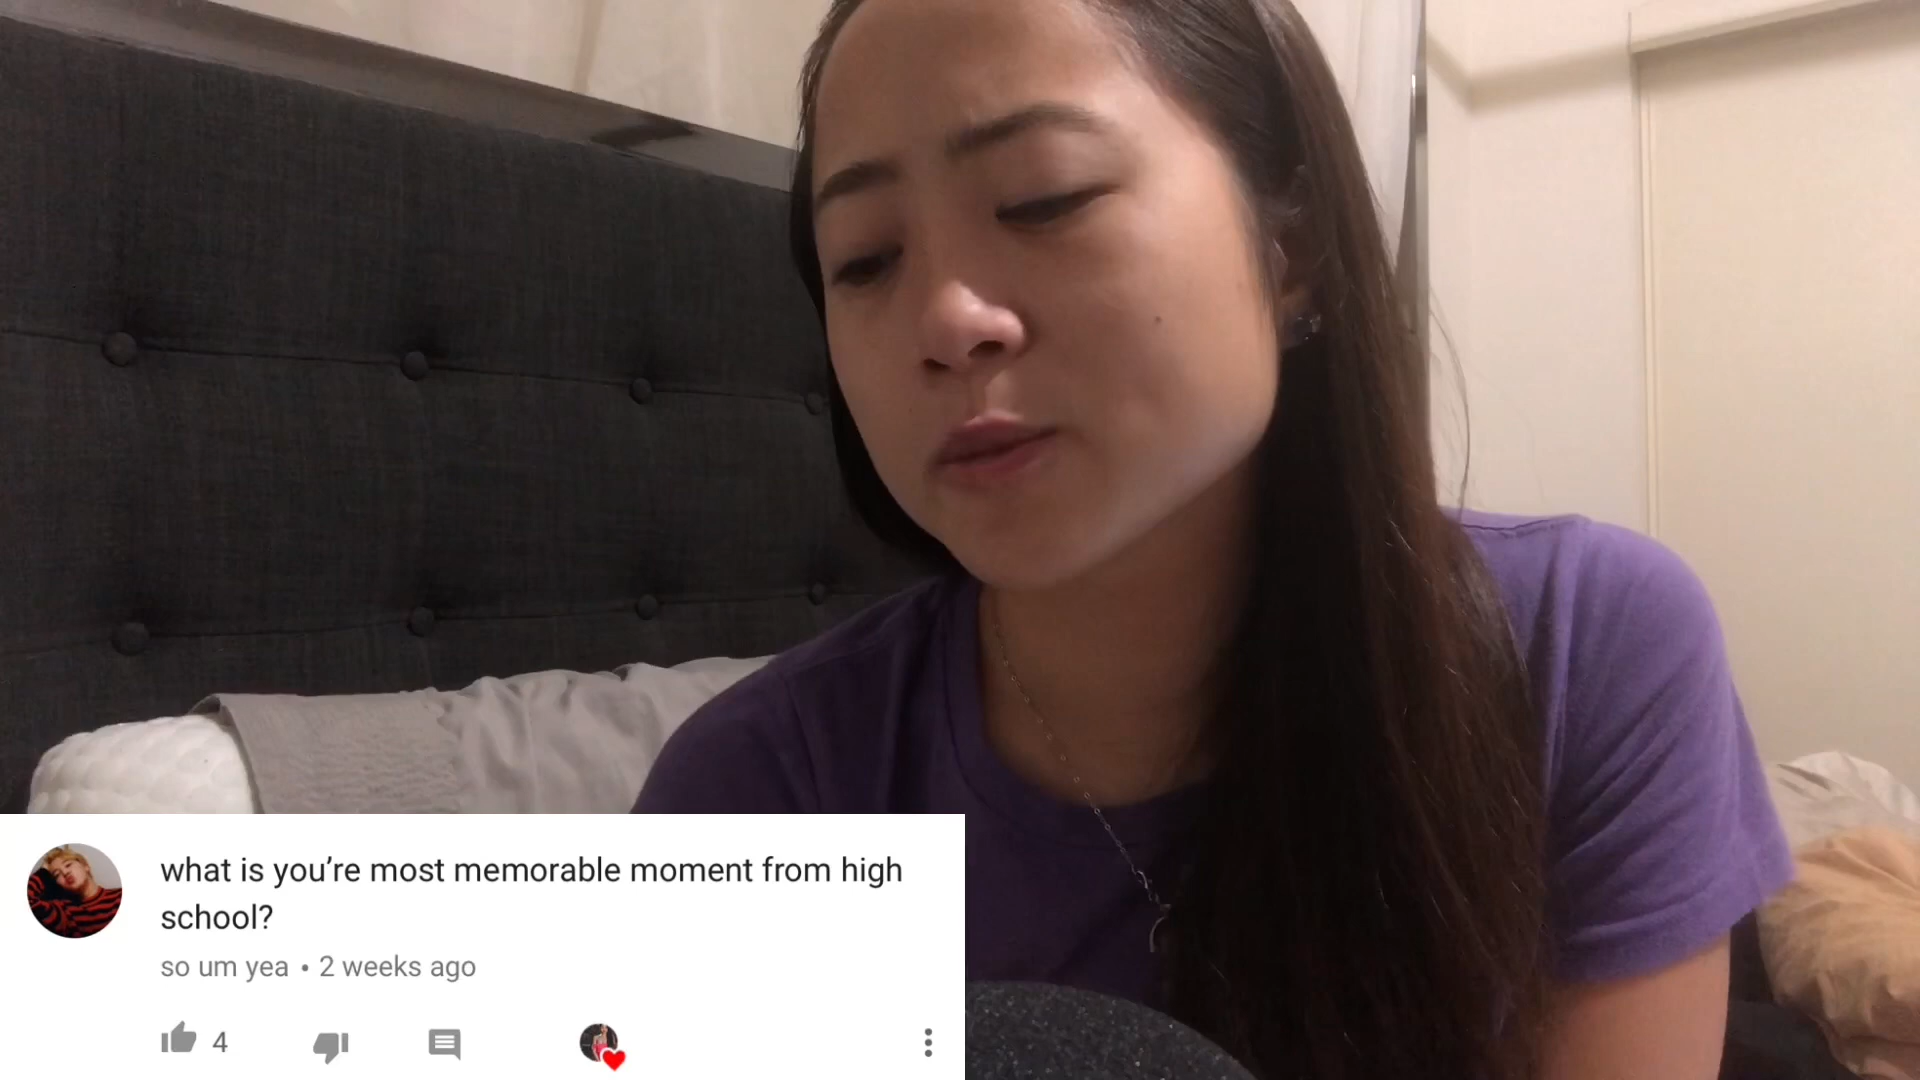 what is you’re most memorable moment from high
school?
so um yea • 2 weeks ago
4